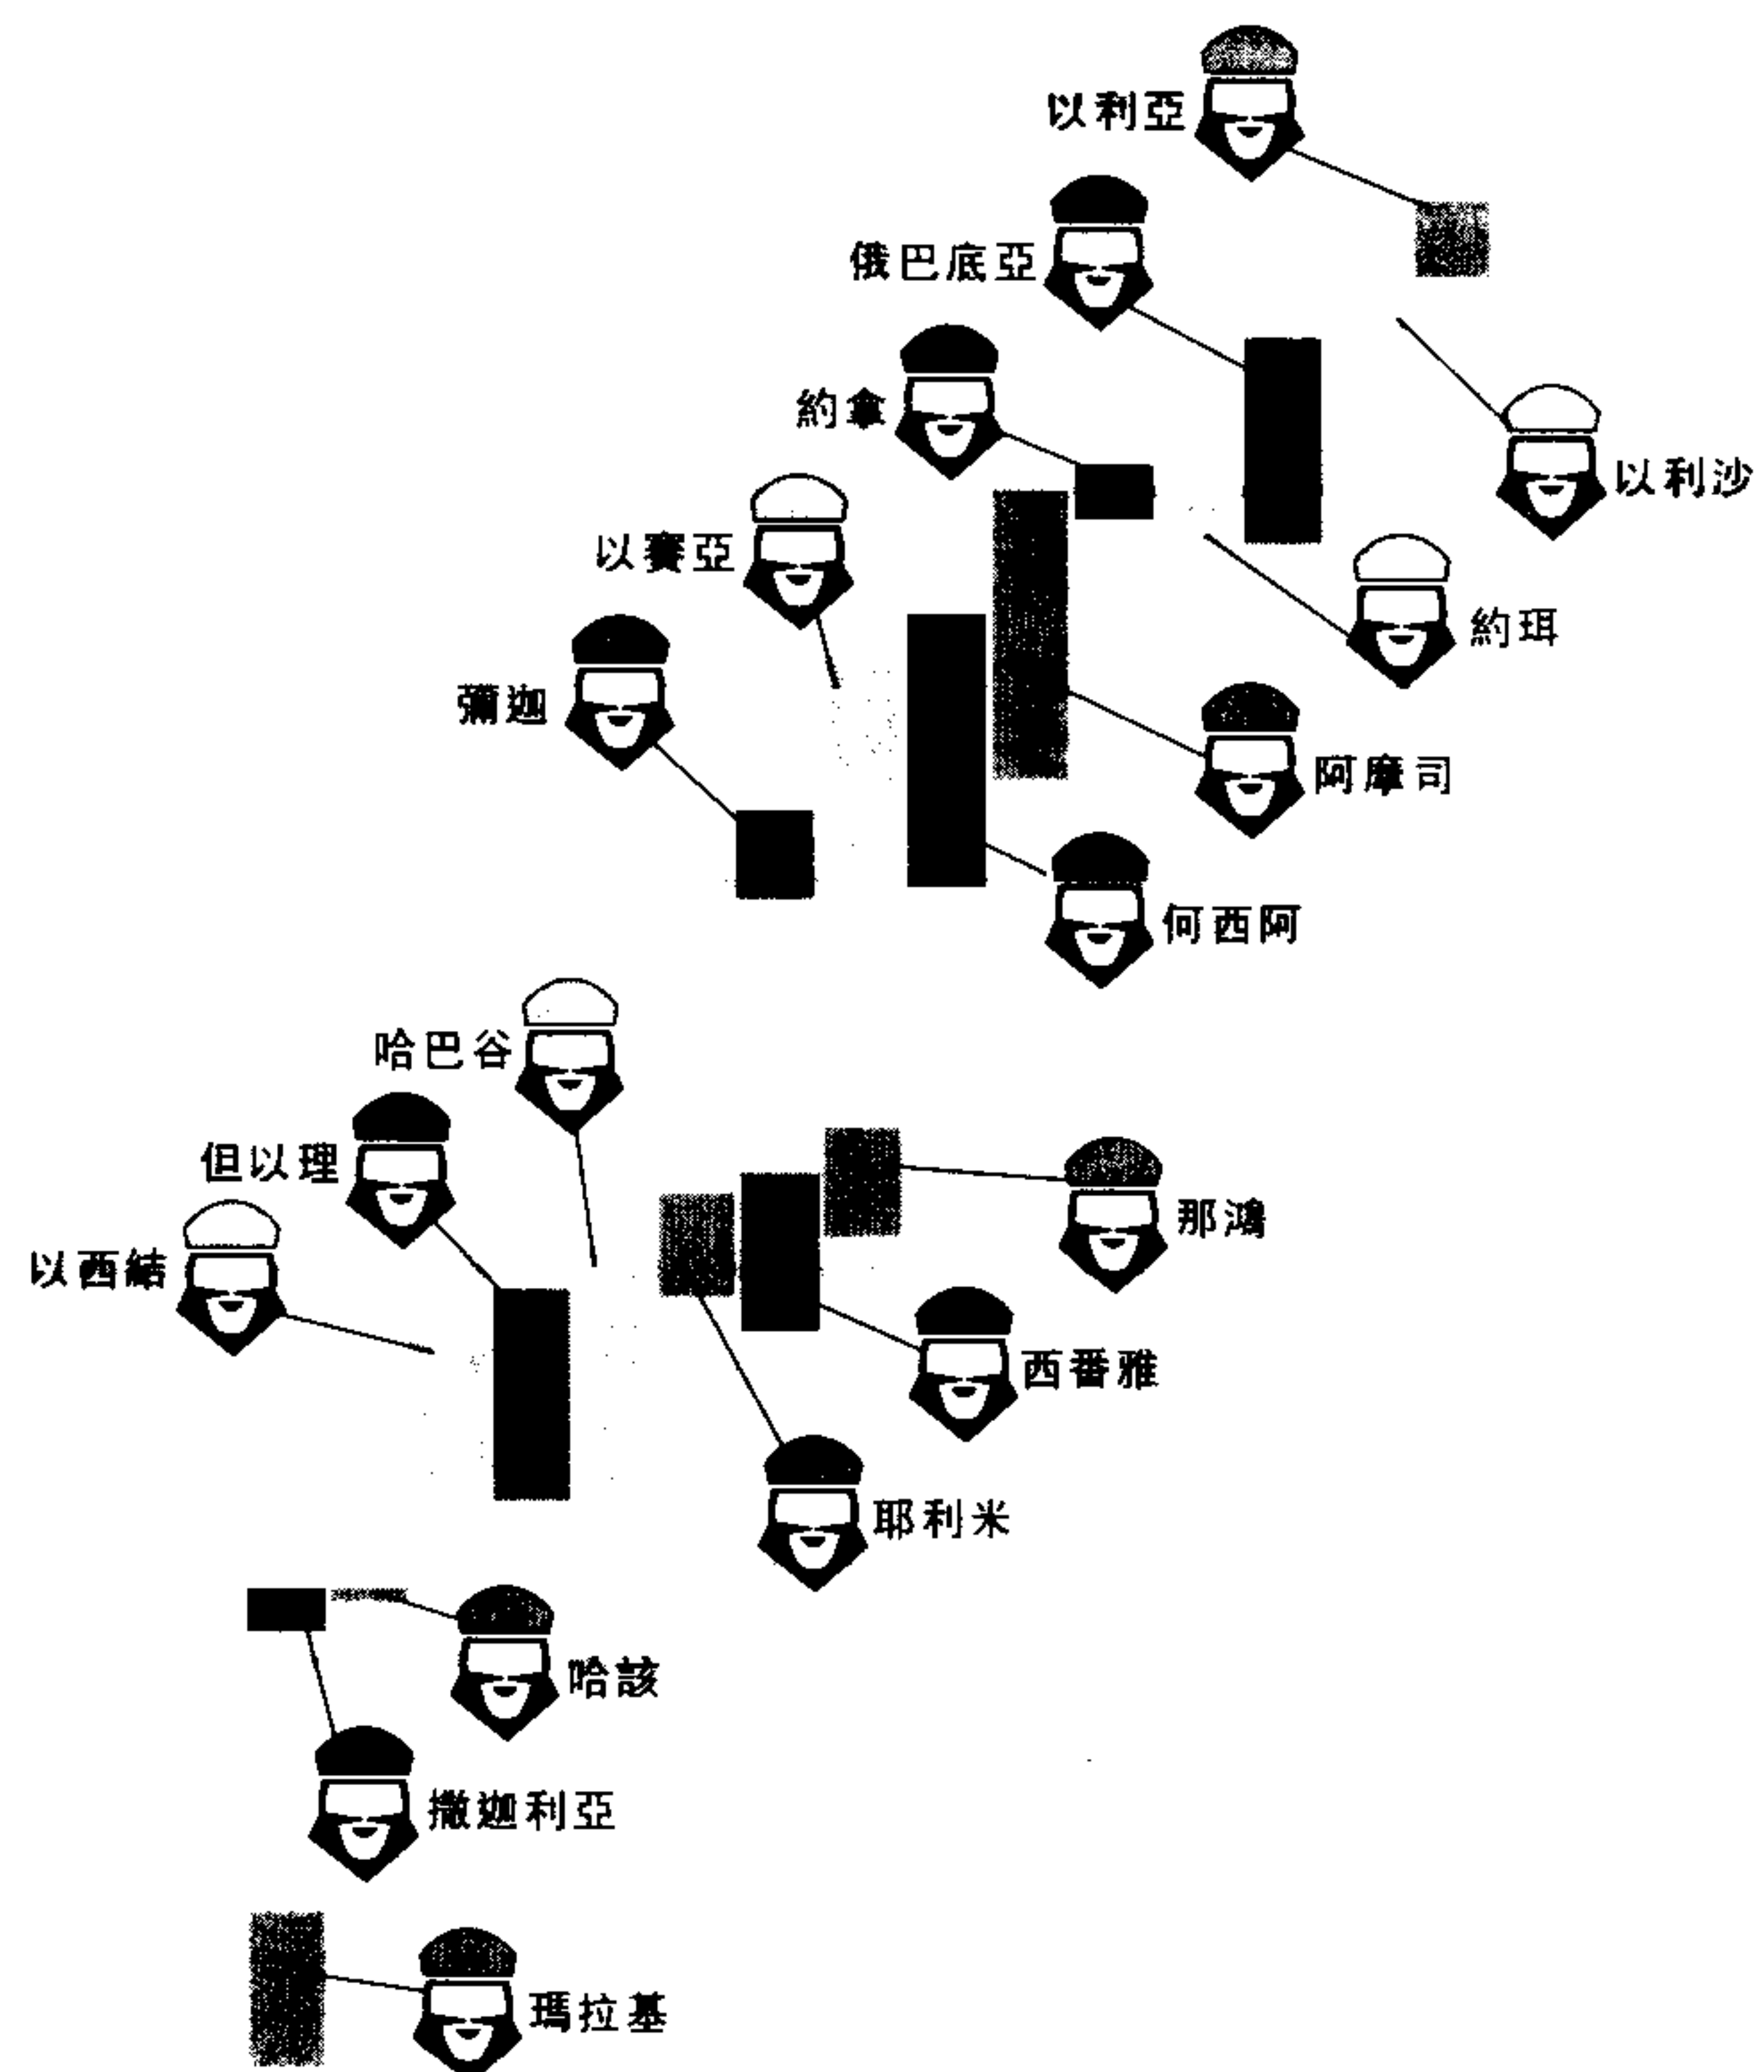 以利亞
俄巴底亞
約拿
以利沙
以賽亞
約珥
彌迦
阿摩司
何西阿
哈巴谷
但以理
那鴻
以西結
西番雅
耶利米
哈該
撒迦利亞
瑪拉基